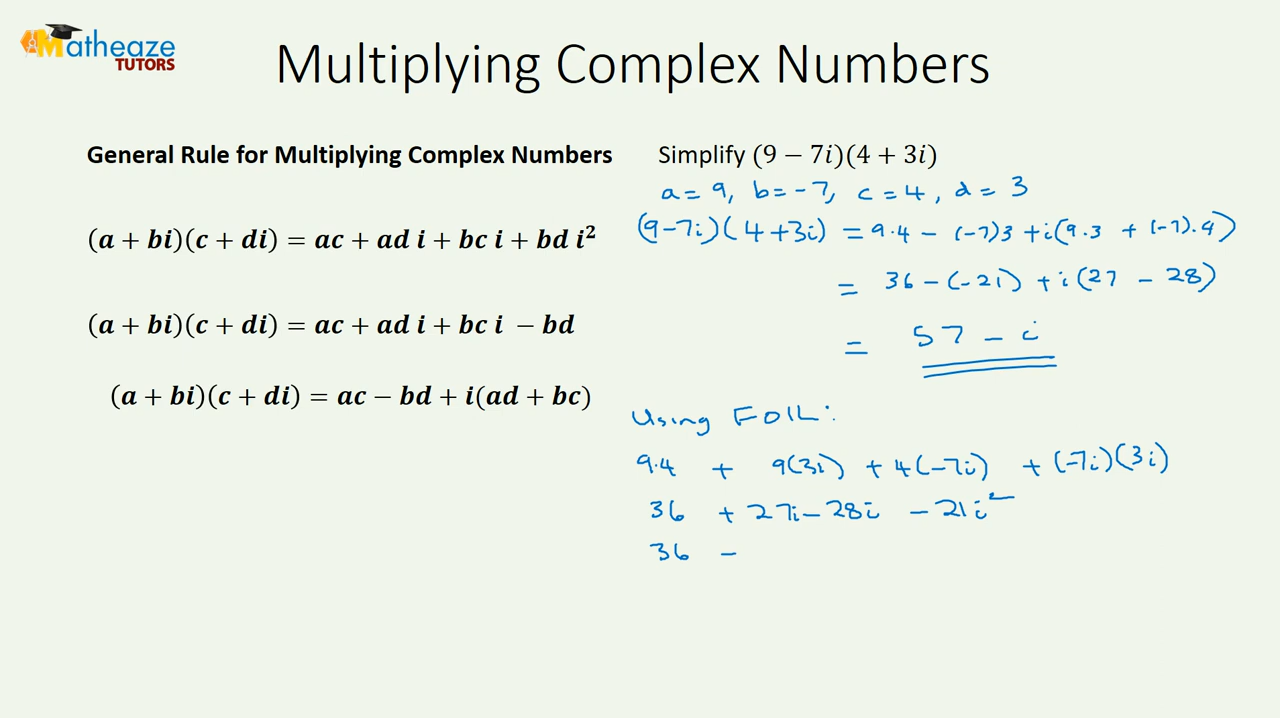 Matheaze
TUTORS
Multiplying Complex Numbers
General Rule for Multiplying Complex Numbers
(a + bi)(c + di) = ac + ad i + bc i + bd i²
(a + bi)(c + di) = ac + ad i + bc i − bd
(a + bi)(c + di) = ac − bd + i(ad + bc)
Simplify (9 − 7i)(4 + 3i)
a = 9, b = -7, c = 4, d = 3
(9-7i)(4+3i) = 9.4 - (-7)3 + i(9.3 + (-7).4)
= 36 - (-21) + i(27 - 28)
= 57 - i
Using FOIL:
9.4 + 9(3i) + 4(-7i) + (-7i)(3i)
36 + 27i - 28i - 21i²
36 -